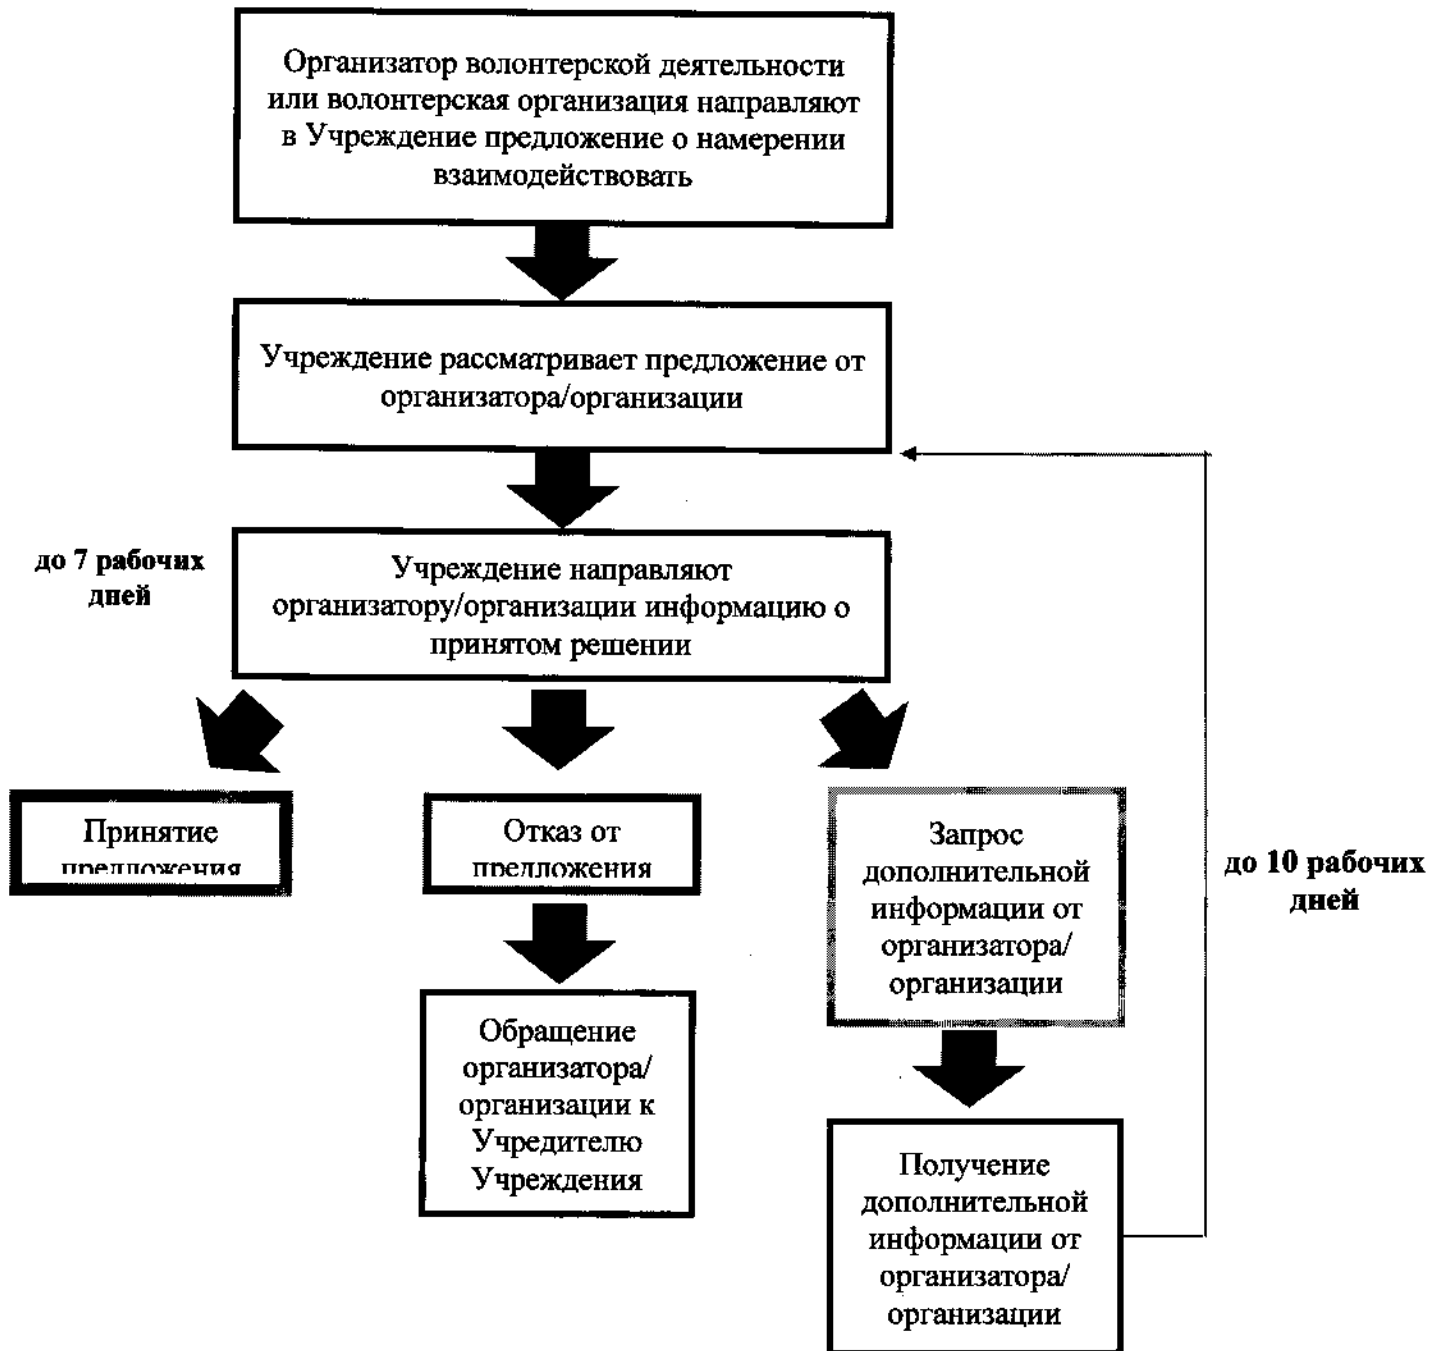 Организатор волонтерской деятельности
или волонтерская организация направляют
в Учреждение предложение о намерении
взаимодействовать
Учреждение рассматривает предложение от
организатора/организации
до 7 рабочих
дней
Учреждение направляют
организатору/организации информацию о
принятом решении
Принятие
предложения
Отказ от
предложения
Запрос
дополнительной
информации от
организатора/
организации
до 10 рабочих
дней
Обращение
организатора/
организации к
Учредителю
Учреждения
Получение
дополнительной
информации от
организатора/
организации